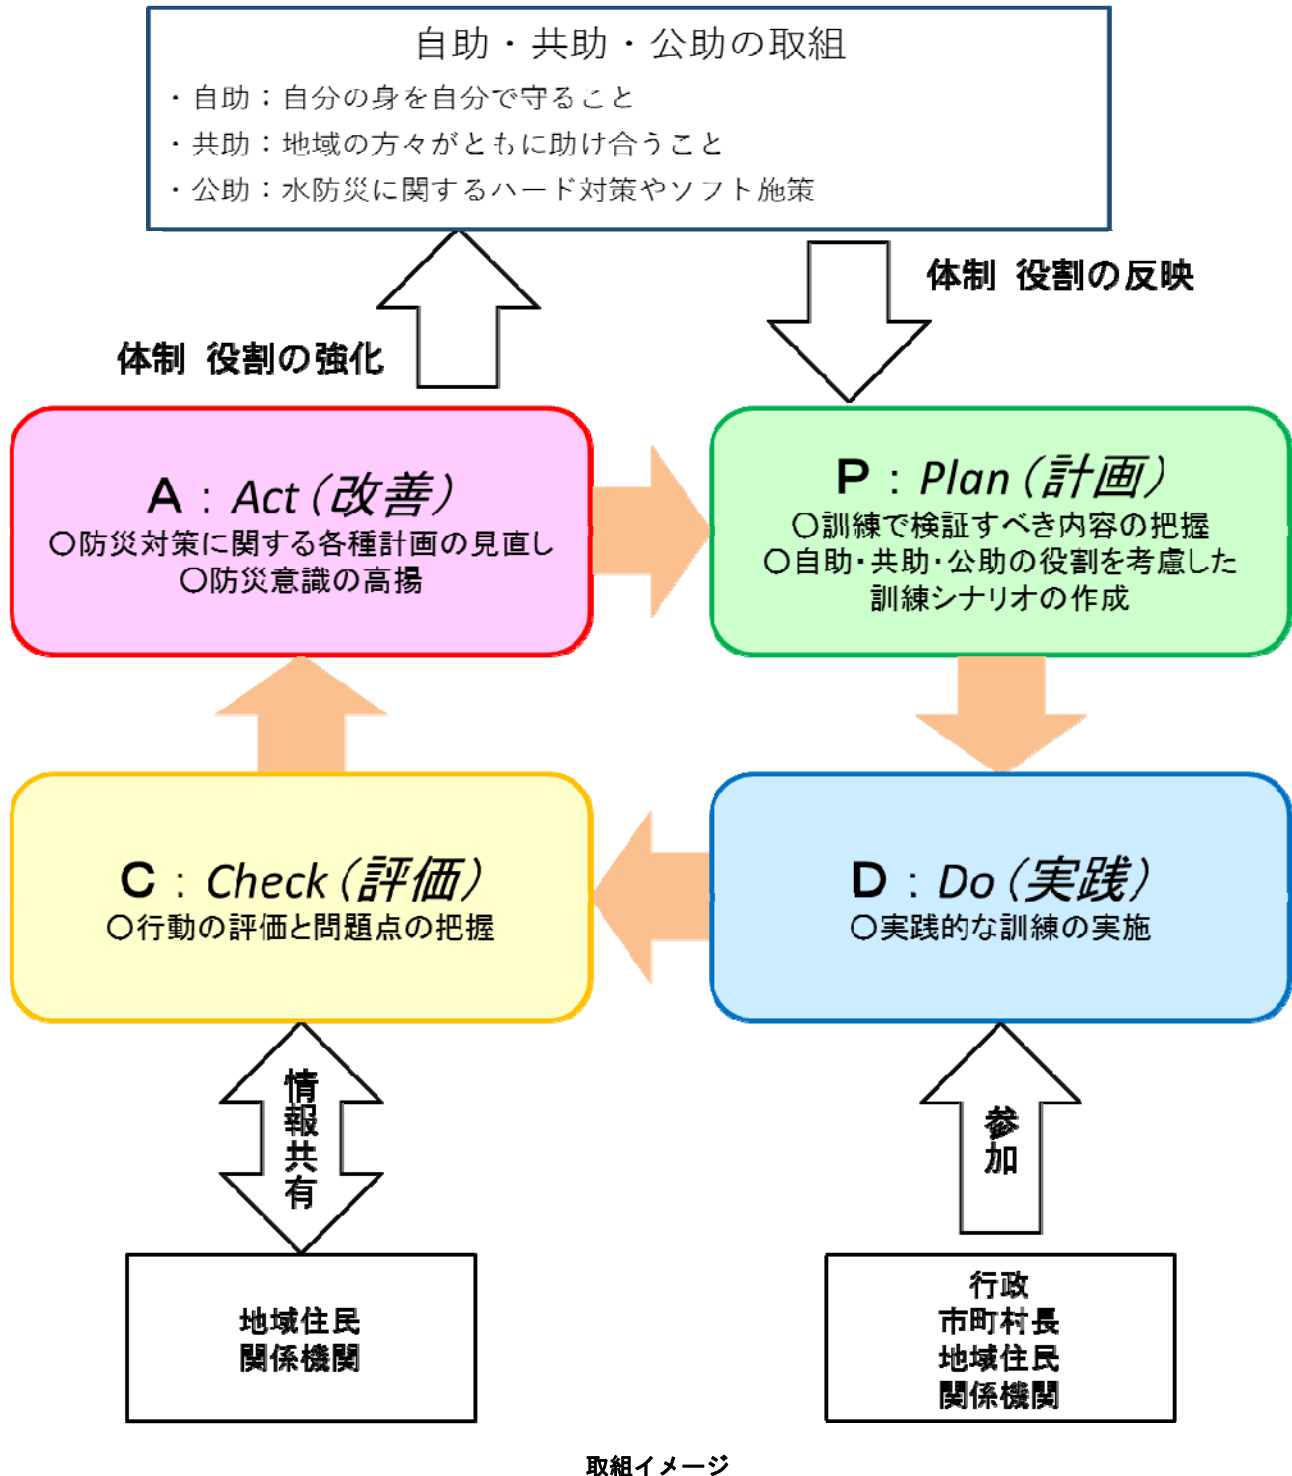 自助・共助・公助の取組
・自助：自分の身を自分で守ること
・共助：地域の方々がともに助け合うこと
・公助：水防災に関するハード対策やソフト施策
体制 役割の強化
体制 役割の反映
A：Act（改善）
○防災対策に関する各種計画の見直し
○防災意識の高揚
P：Plan（計画）
○訓練で検証すべき内容の把握
○自助・共助・公助の役割を考慮した
訓練シナリオの作成
C：Check（評価）
○行動の評価と問題点の把握
D：Do（実践）
○実践的な訓練の実施
情報共有
参加
地域住民
関係機関
行政
市町村長
地域住民
関係機関
取組イメージ